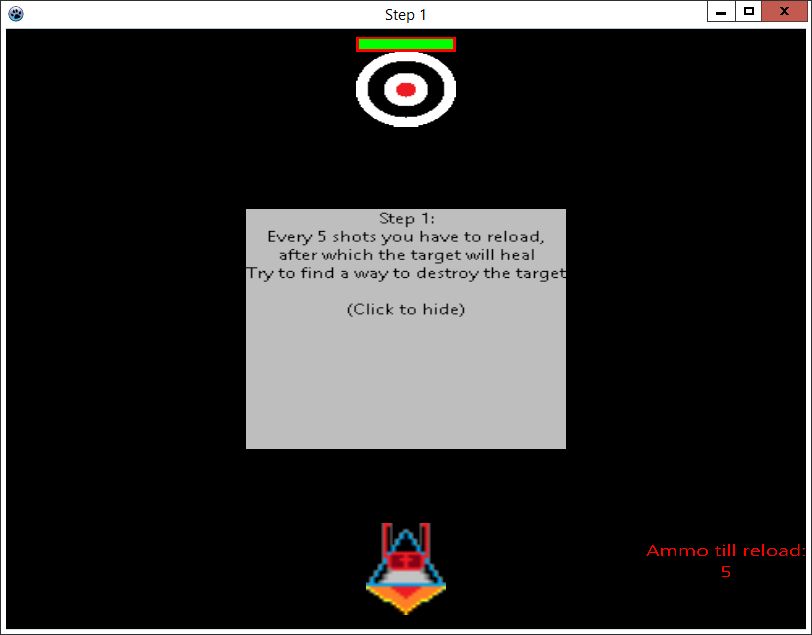 Step 1
Step 1:
Every 5 shots you have to reload,
after which the target will heal
Try to find a way to destroy the target
(Click to hide)
Ammo till reload:
5